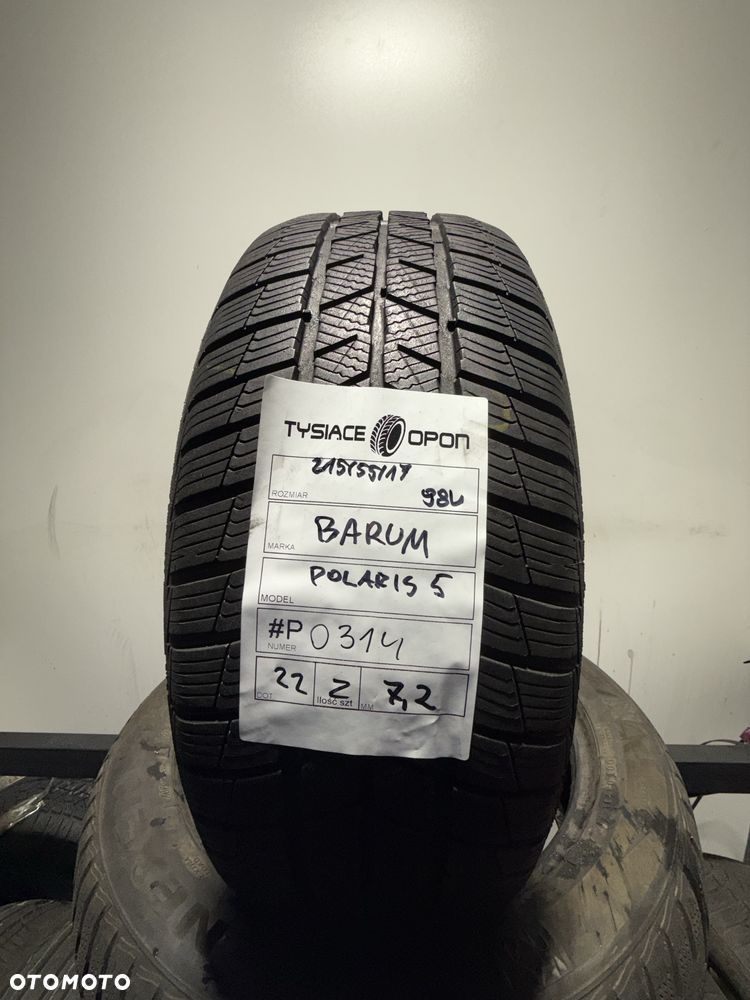 TYSIACE OPON
215/55/17
ROZMIAR 98V
MARKA BARUM
MODEL POLARIS 5
#P 0314
NUMER
22 2 7,2
DOT Ilość szt MM
OTOMOTO